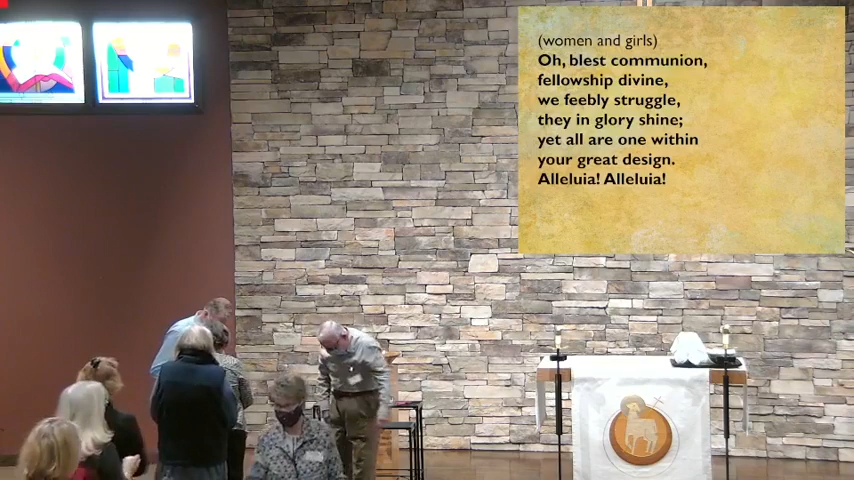 (women and girls)
Oh, blest communion,
fellowship divine,
we feebly struggle,
they in glory shine;
yet all are one within
your great design.
Alleluia! Alleluia!